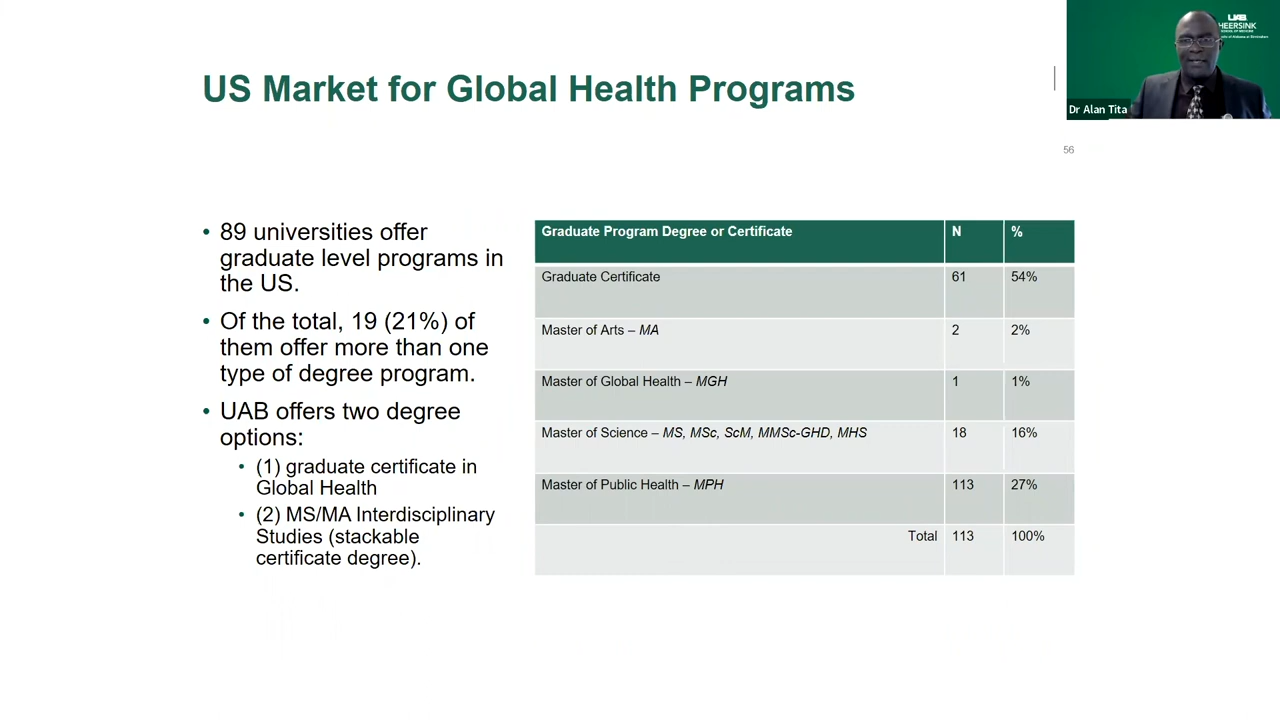 US Market for Global Health Programs
UAB
HEERSINK
SCHOOL OF MEDICINE
Dr Alan Tita
56
• 89 universities offer
graduate level programs in
the US.
• Of the total, 19 (21%) of
them offer more than one
type of degree program.
• UAB offers two degree
options:
• (1) graduate certificate in
Global Health
• (2) MS/MA Interdisciplinary
Studies (stackable
certificate degree).
Graduate Program Degree or Certificate N %
Graduate Certificate 61 54%
Master of Arts – MA 2 2%
Master of Global Health – MGH 1 1%
Master of Science – MS, MSc, ScM, MMSc-GHD, MHS 18 16%
Master of Public Health – MPH 113 27%
Total 113 100%